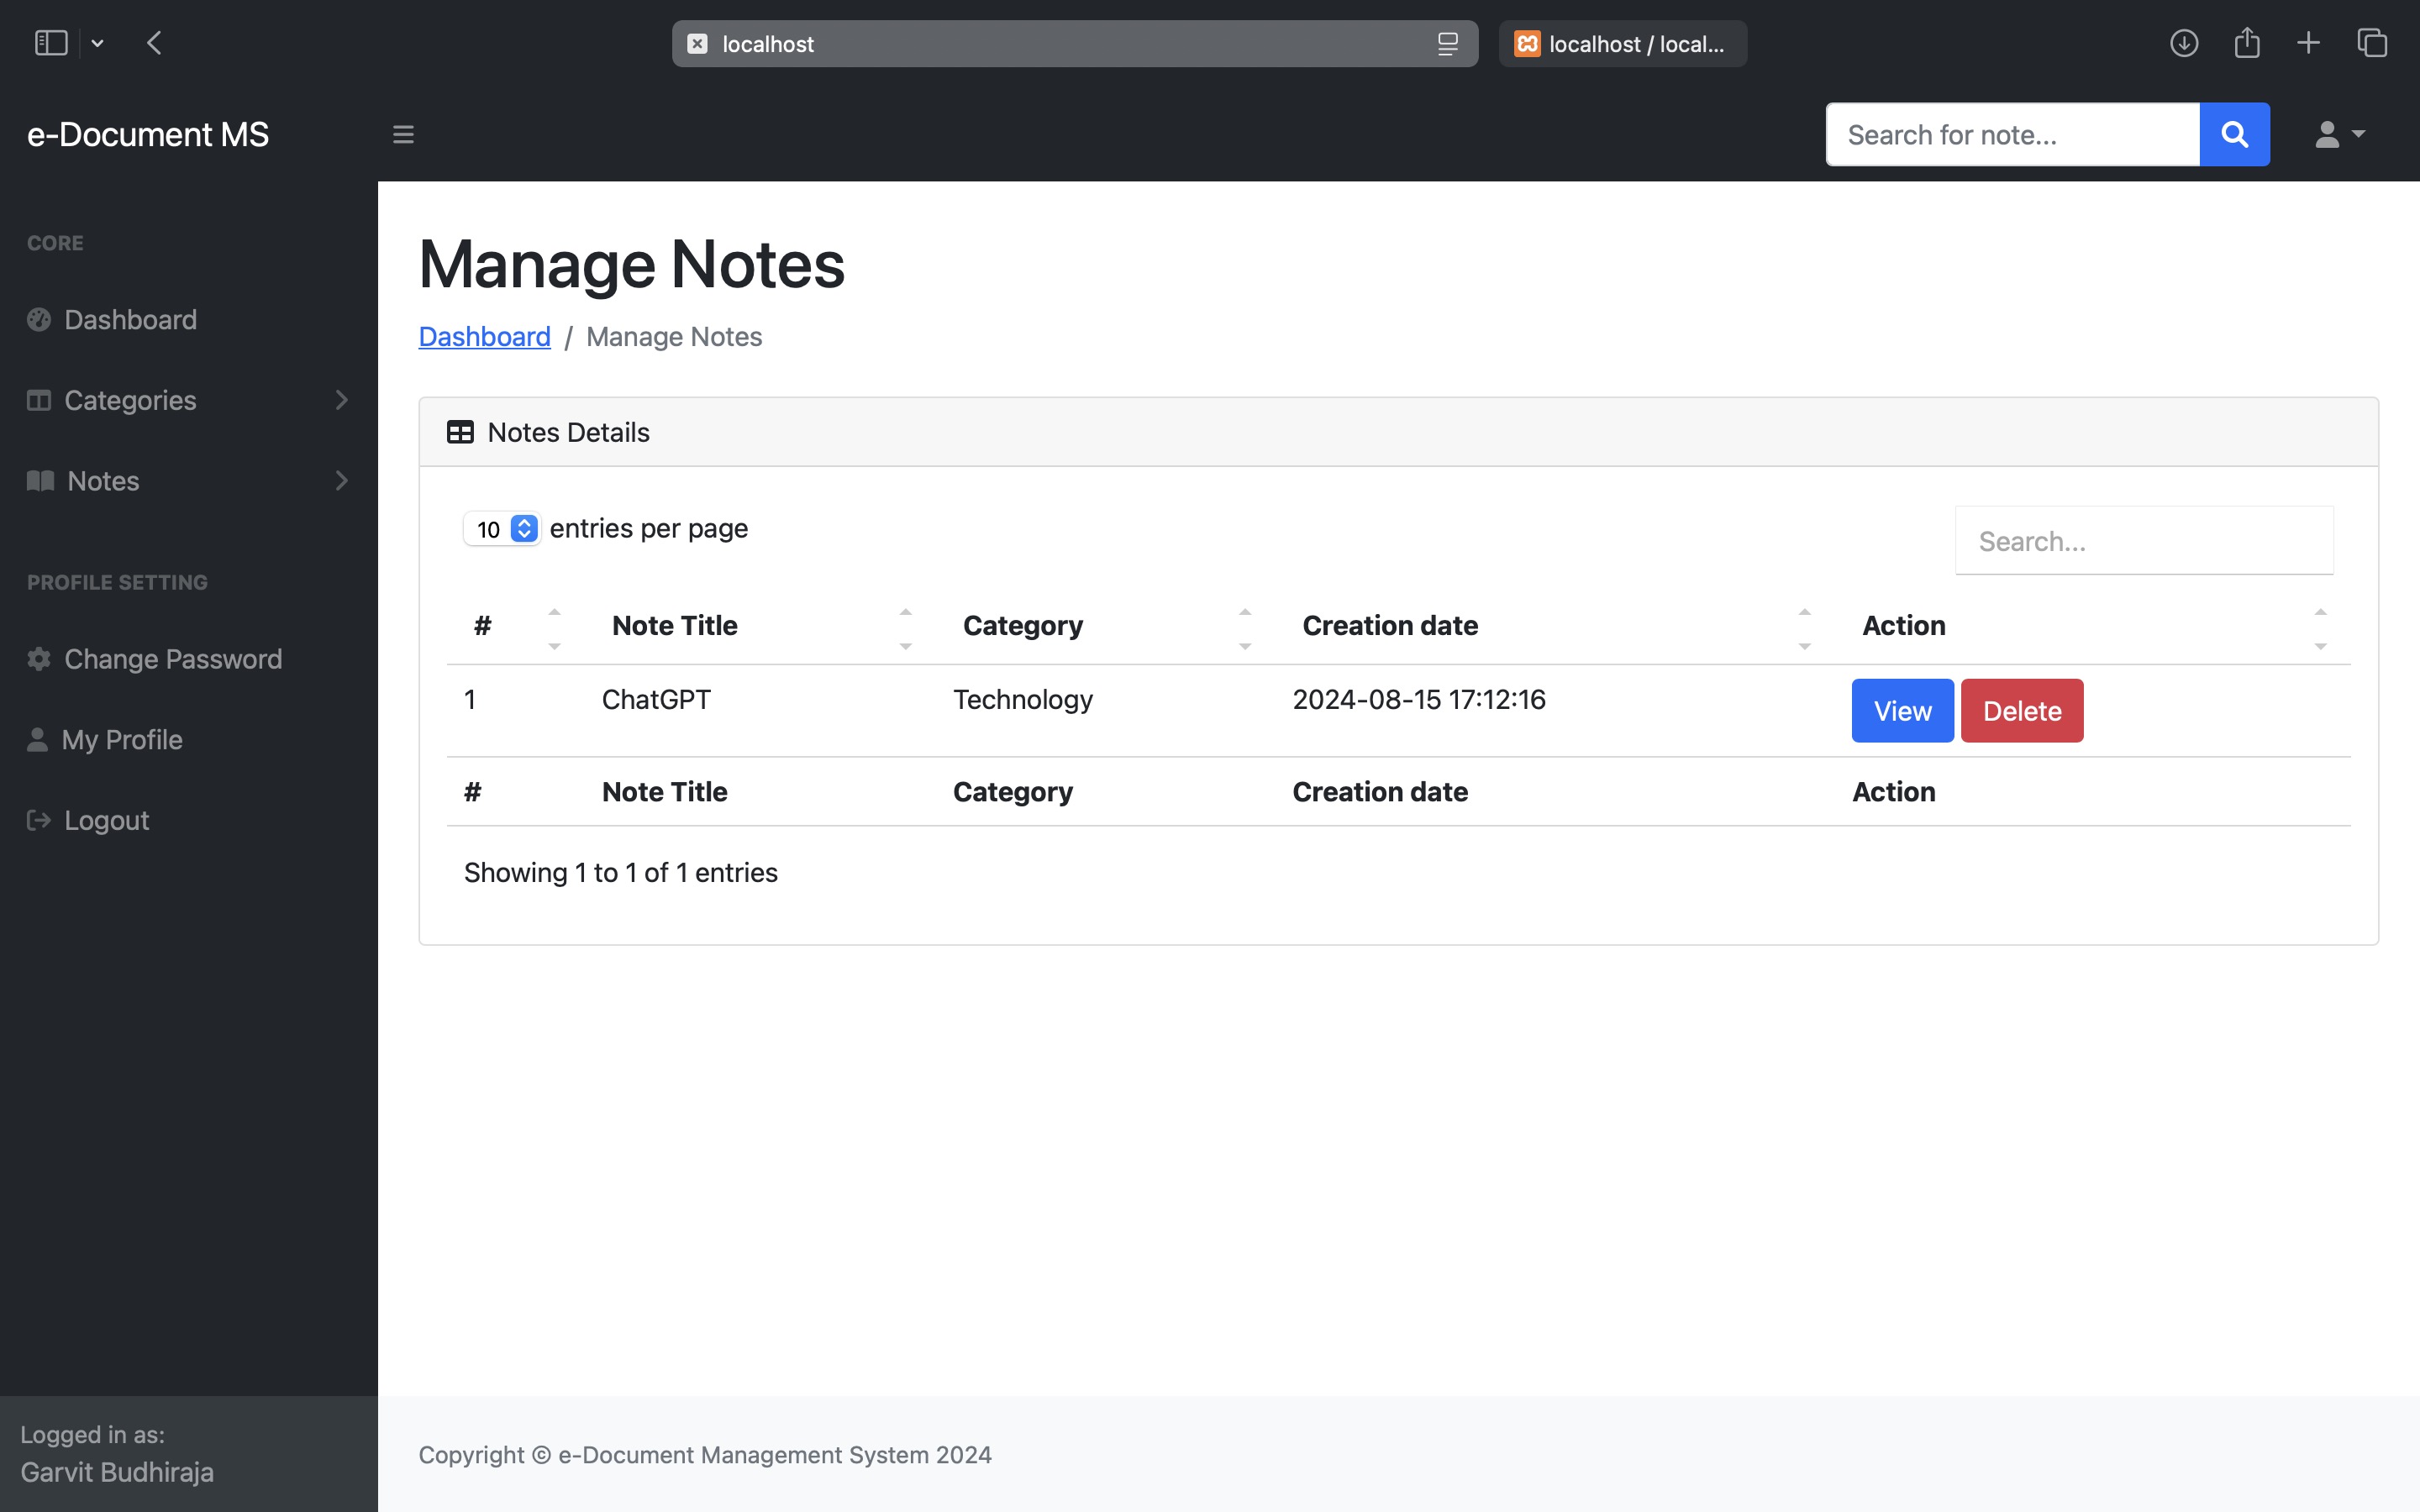 localhost
localhost / local...
e-Document MS
Search for note...
CORE
Dashboard
Categories
Notes
PROFILE SETTING
Change Password
My Profile
Logout
Logged in as:
Garvit Budhiraja
Manage Notes
Dashboard / Manage Notes
Notes Details
10 entries per page
Search...
# Note Title Category Creation date Action
1 ChatGPT Technology 2024-08-15 17:12:16 View Delete
# Note Title Category Creation date Action
Showing 1 to 1 of 1 entries
Copyright © e-Document Management System 2024